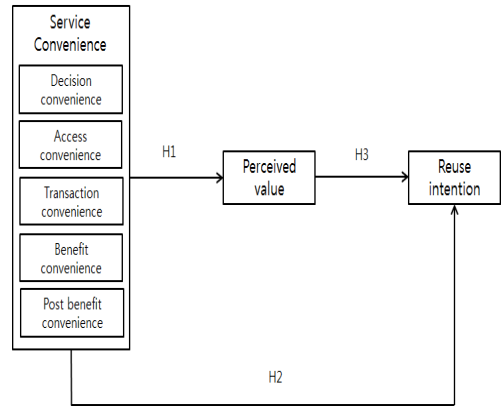 Service
Convenience
Decision
convenience
Access
convenience
Transaction
convenience
Benefit
convenience
Post benefit
convenience
H1
Perceived
value
H3
Reuse
intention
H2